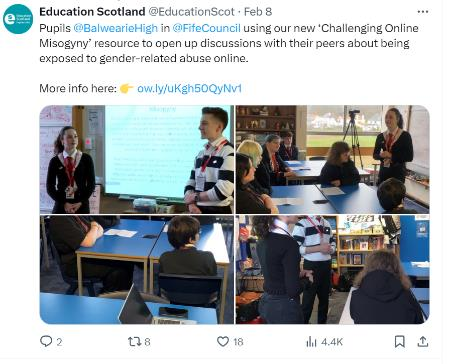 Education Scotland @EducationScot · Feb 8
Pupils @BalwearieHigh in @FifeCouncil using our new ‘Challenging Online
Misogyny’ resource to open up discussions with their peers about being
exposed to gender-related abuse online.
More info here: 👉 ow.ly/uKgh50QyNv1
2 8 18 4.4K